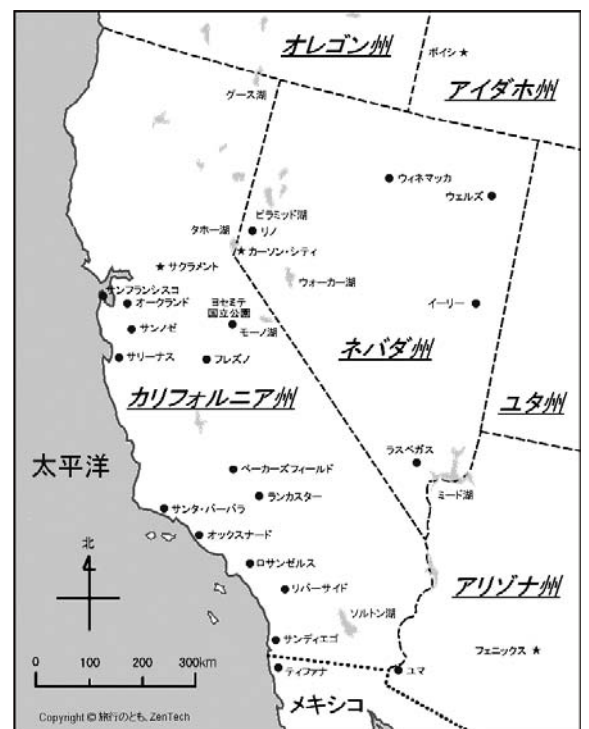 オレゴン州
ボイシ★
グース湖
アイダホ州
●ウィネマッカ
ウェルズ●
ピラミッド湖
タホー湖
●リノ
★カーソン・シティ
★サクラメント
ウォーカー湖
サンフランシスコ
●オークランド
ヨセミテ
国立公園
イーリー●
●サンノゼ
モーノ湖
ネバダ州
●サリーナス
●フレズノ
カリフォルニア州
ユタ州
ラスベガス
太平洋
●ベーカーズフィールド
ミード湖
●ランカスター
サンタ・バーバラ
●オックスナード
北
4
●ロサンゼルス
●リバーサイド
アリゾナ州
ソルトン湖
●サンディエゴ
フェニックス★
0 100 200 300km
●ティファナ
●ユマ
メキシコ
Copyright © 旅行のとも、ZenTech